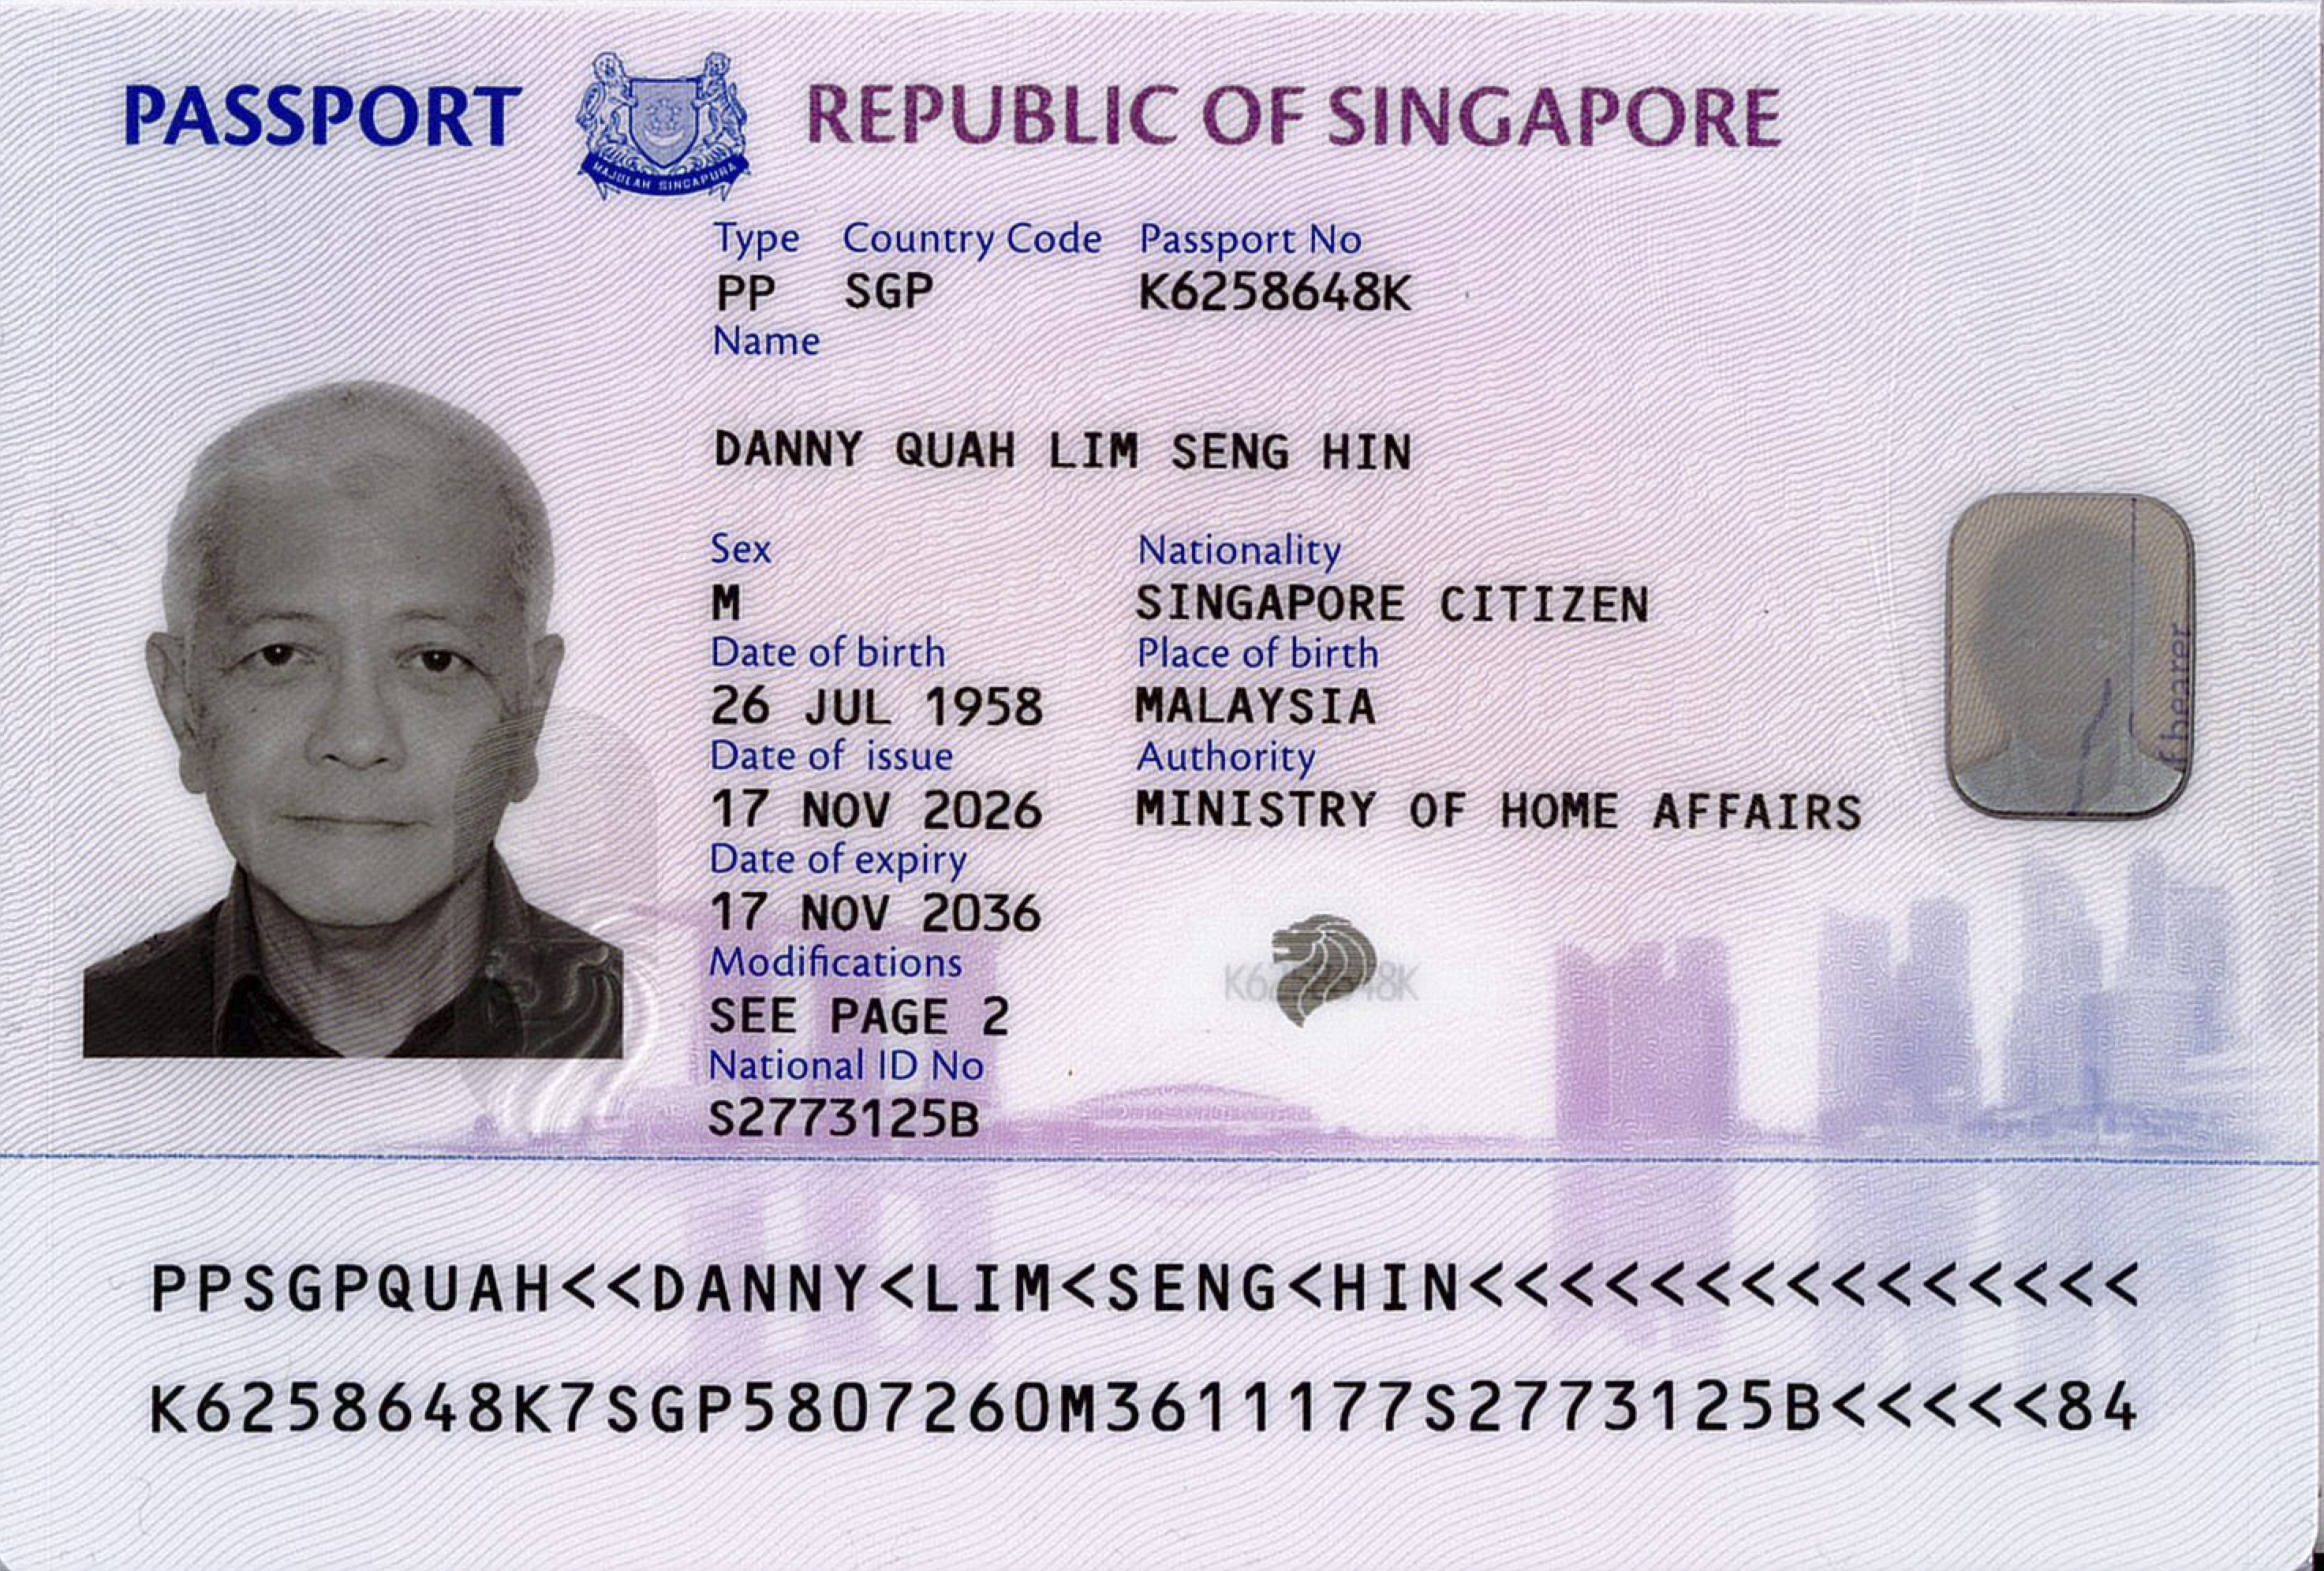 PASSPORT REPUBLIC OF SINGAPORE
MAJULAH SINGAPURA
Type Country Code Passport No
PP SGP K6258648K
Name
DANNY QUAH LIM SENG HIN
Sex Nationality
M SINGAPORE CITIZEN
Date of birth Place of birth
26 JUL 1958 MALAYSIA
Date of issue Authority
17 NOV 2026 MINISTRY OF HOME AFFAIRS
Date of expiry
17 NOV 2036
Modifications
SEE PAGE 2
National ID No
S2773125B
bearer
PPSGPQUAH<<DANNY<LIM<SENG<HIN<<<<<<<<<<<<<<<
K6258648K7SGP5807260M3611177S2773125B<<<<<84